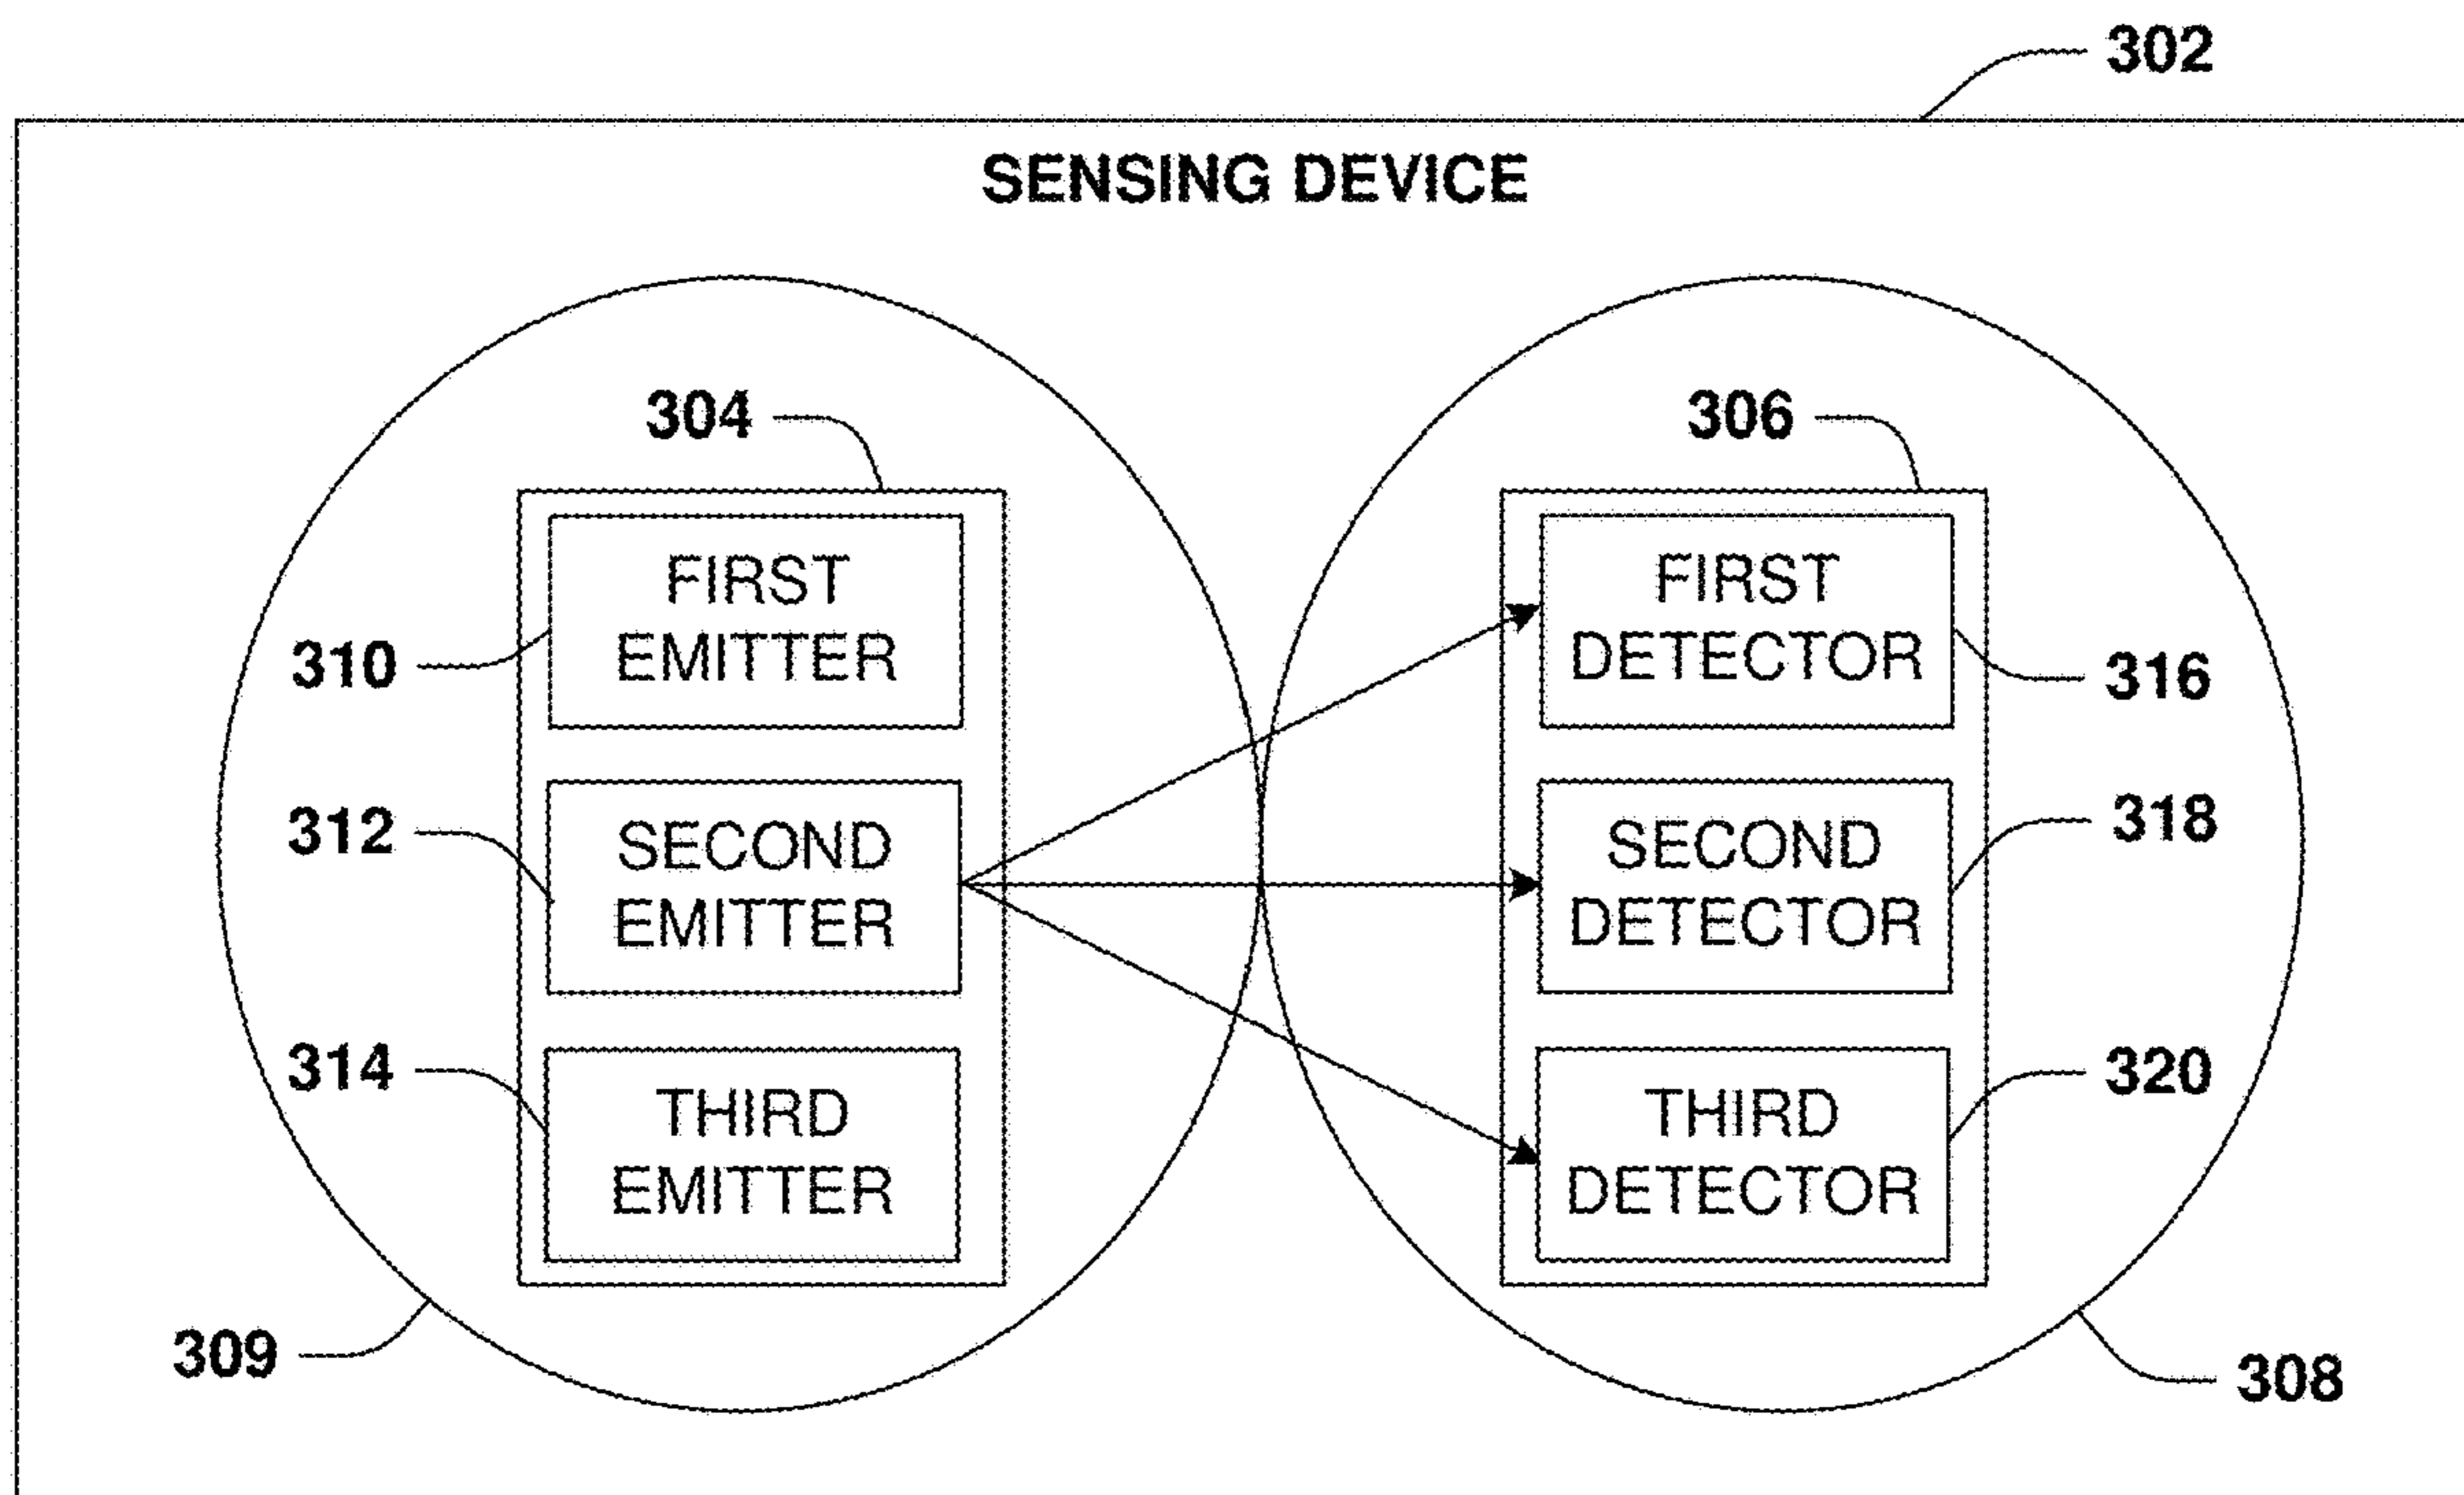 302
SENSING DEVICE
304
306
FIRST
EMITTER
FIRST
DETECTOR
310
316
SECOND
EMITTER
SECOND
DETECTOR
312
318
THIRD
EMITTER
THIRD
DETECTOR
314
320
309
308